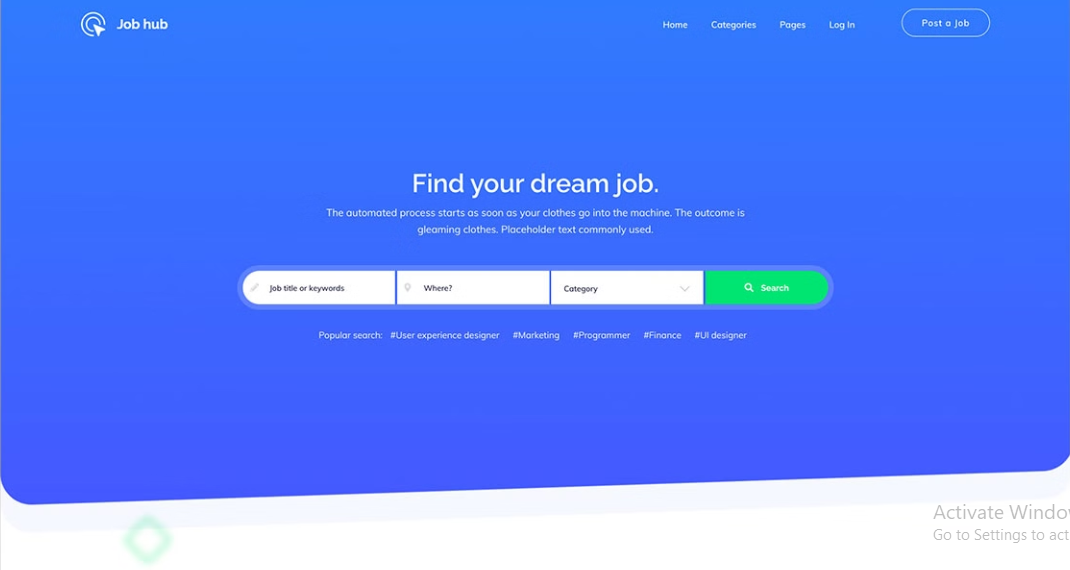 Job hub
Home Categories Pages Log In Post a Job
Find your dream job.
The automated process starts as soon as your clothes go into the machine. The outcome is
gleaming clothes. Placeholder text commonly used.
Job title or keywords Where? Category Search
Popular search: #User experience designer #Marketing #Programmer #Finance #UI designer
Activate Windo
Go to Settings to act